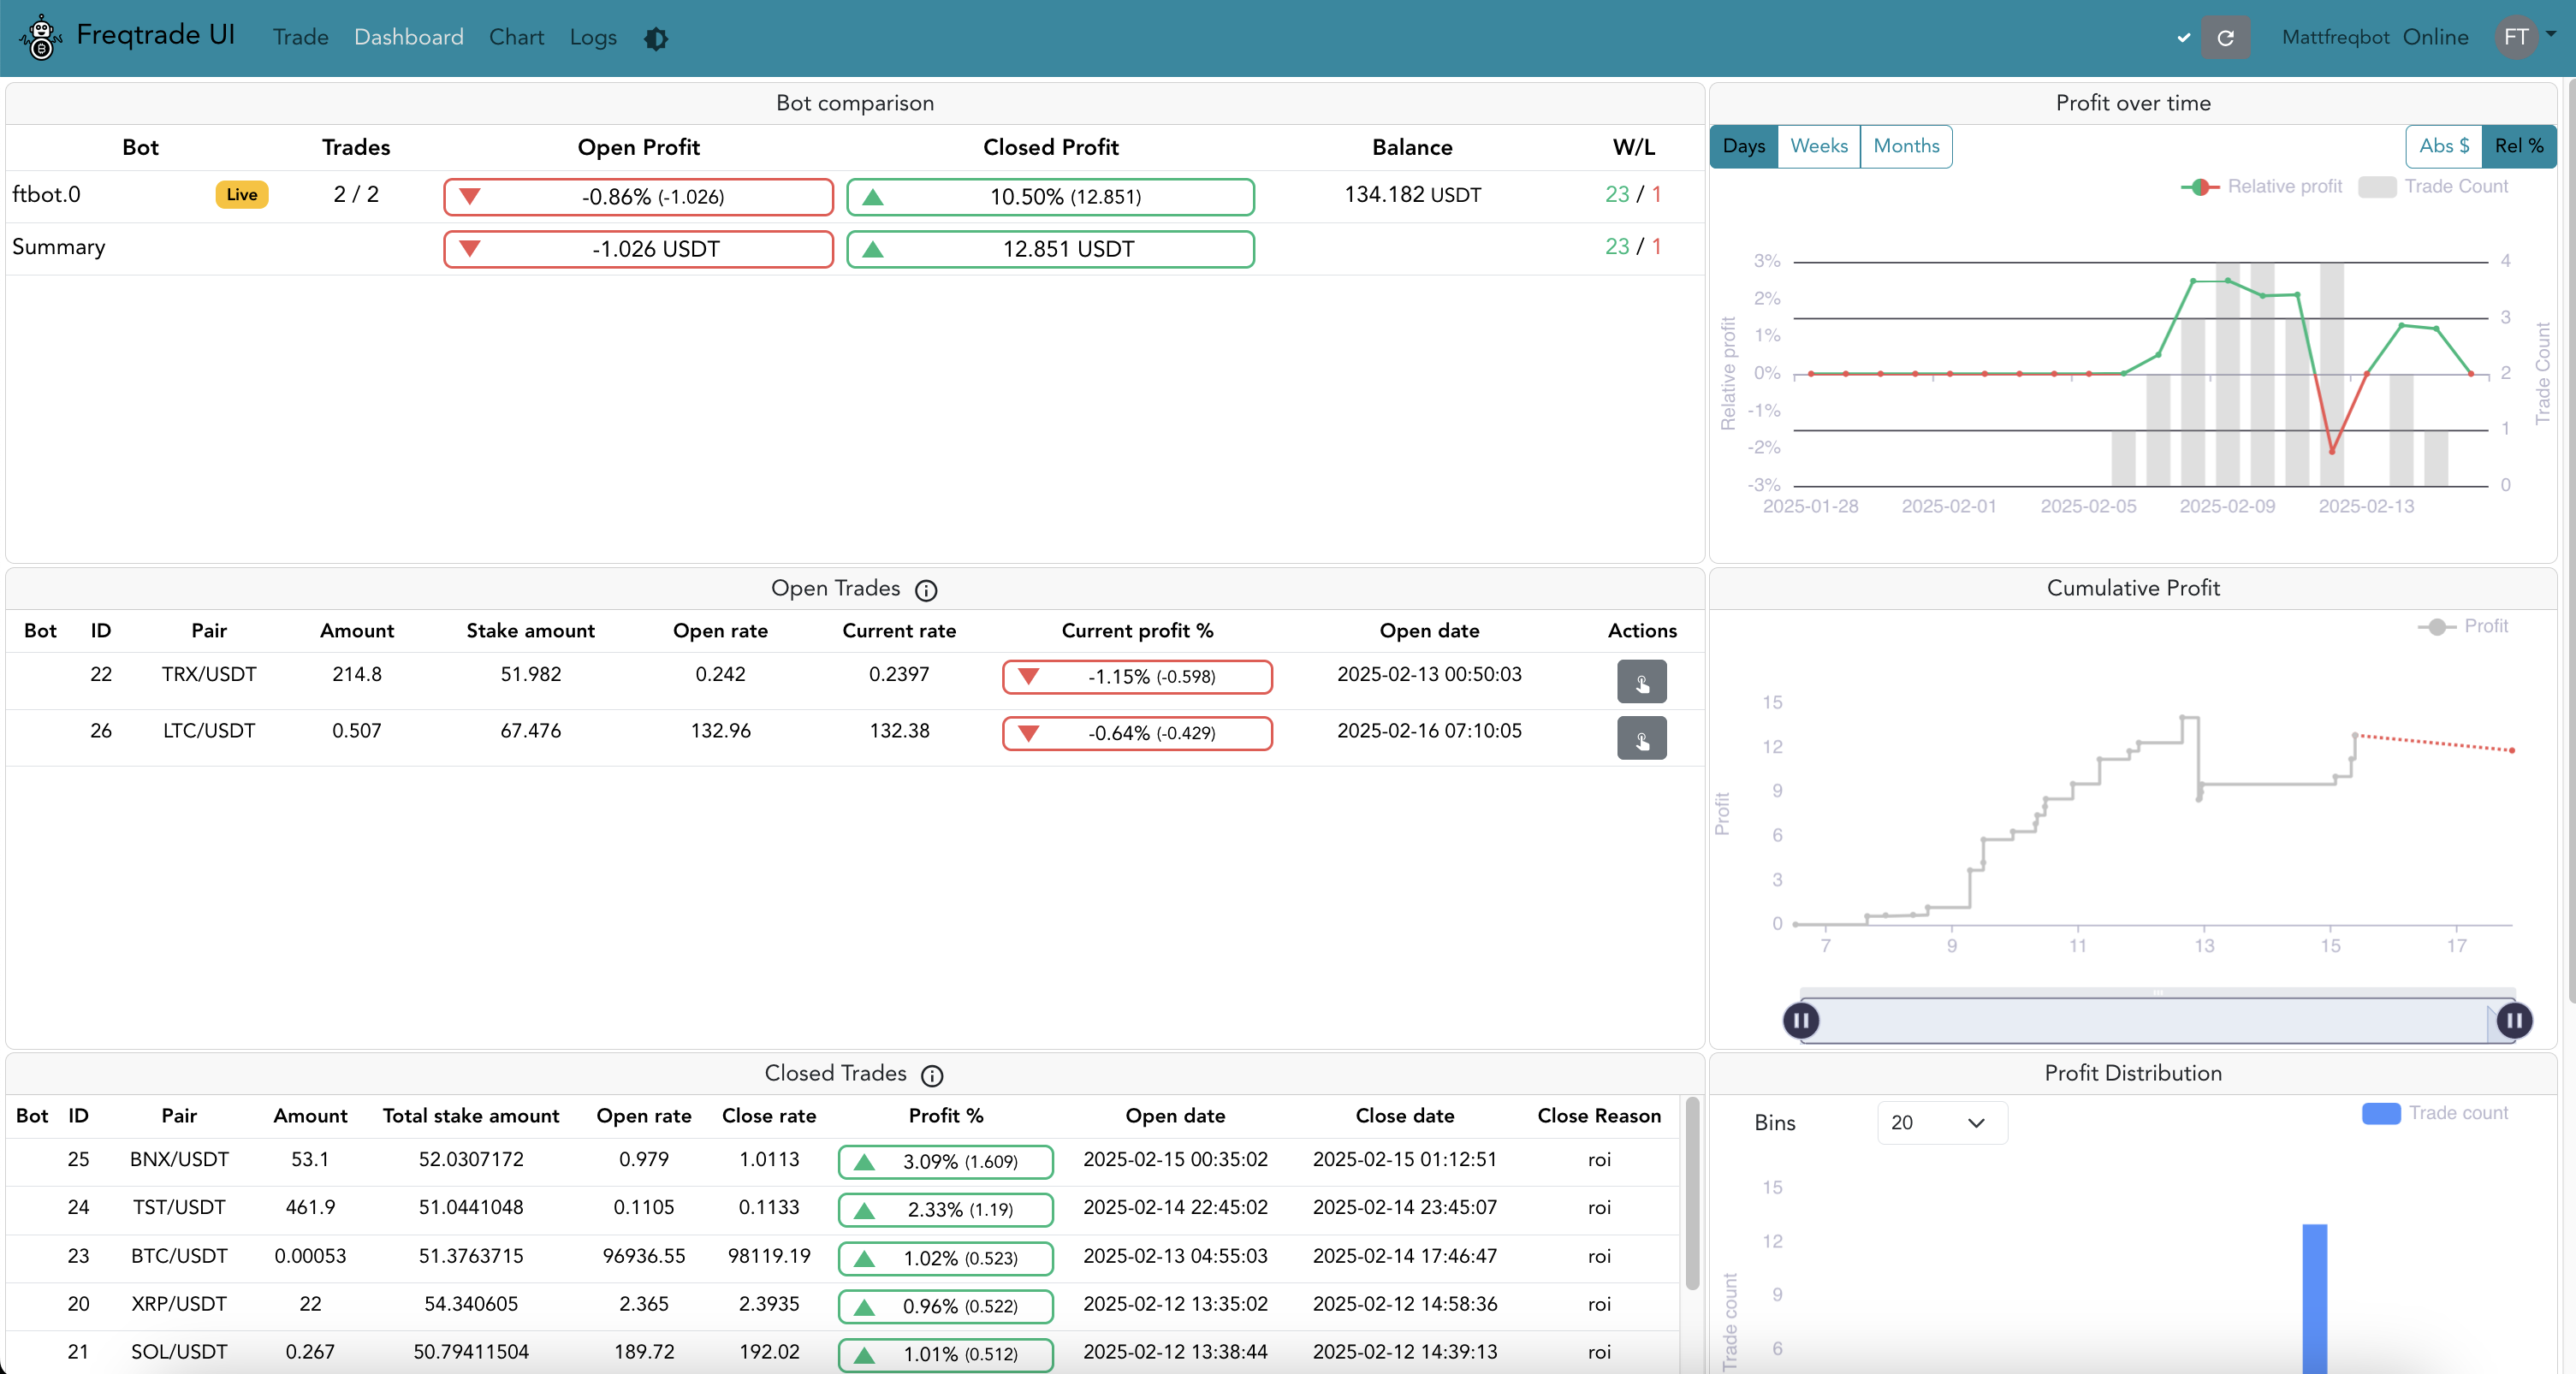 Freqtrade UI Trade Dashboard Chart Logs Mattfreqbot Online FT
Bot comparison
Bot Trades Open Profit Closed Profit Balance W/L
ftbot.0 Live 2 / 2 -0.86% (-1.026) 10.50% (12.851) 134.182 USDT 23 / 1
Summary -1.026 USDT 12.851 USDT 23 / 1
Profit over time
Days Weeks Months Abs $ Rel %
Relative profit Trade Count
3% 4
2%
3
1%
0% 2
-1%
1
-2%
-3% 0
Relative profit
Trade Count
2025-01-28 2025-02-01 2025-02-05 2025-02-09 2025-02-13
Open Trades
Bot ID Pair Amount Stake amount Open rate Current rate Current profit % Open date Actions
22 TRX/USDT 214.8 51.982 0.242 0.2397 -1.15% (-0.598) 2025-02-13 00:50:03
26 LTC/USDT 0.507 67.476 132.96 132.38 -0.64% (-0.429) 2025-02-16 07:10:05
Cumulative Profit
Profit
15
12
9
6
3
0
Profit
7 9 11 13 15 17
Closed Trades
Bot ID Pair Amount Total stake amount Open rate Close rate Profit % Open date Close date Close Reason
25 BNX/USDT 53.1 52.0307172 0.979 1.0113 3.09% (1.609) 2025-02-15 00:35:02 2025-02-15 01:12:51 roi
24 TST/USDT 461.9 51.0441048 0.1105 0.1133 2.33% (1.19) 2025-02-14 22:45:02 2025-02-14 23:45:07 roi
23 BTC/USDT 0.00053 51.3763715 96936.55 98119.19 1.02% (0.523) 2025-02-13 04:55:03 2025-02-14 17:46:47 roi
20 XRP/USDT 22 54.340605 2.365 2.3935 0.96% (0.522) 2025-02-12 13:35:02 2025-02-12 14:58:36 roi
21 SOL/USDT 0.267 50.79411504 189.72 192.02 1.01% (0.512) 2025-02-12 13:38:44 2025-02-12 14:39:13 roi
Profit Distribution
Bins 20 Trade count
15
12
9
6
Trade count